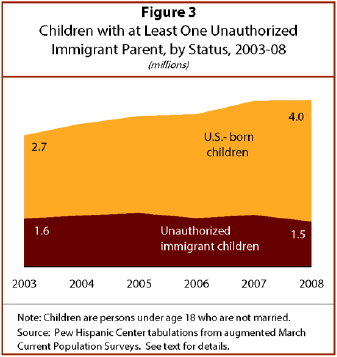 Figure 3
Children with at Least One Unauthorized
Immigrant Parent, by Status, 2003-08
(millions)
4.0
U.S.- born
children
2.7
1.6
Unauthorized
immigrant children
1.5
2003 2004 2005 2006 2007 2008
Note: Children are persons under age 18 who are not married.
Source: Pew Hispanic Center tabulations from augmented March
Current Population Surveys. See text for details.